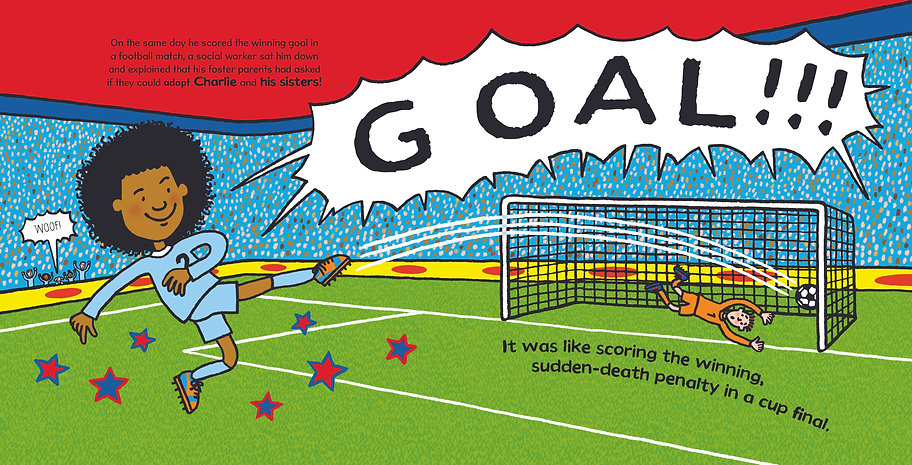 On the same day he scored the winning goal in
a football match, a social worker sat him down
and explained that his foster parents had asked
if they could adopt Charlie and his sisters!
GOAL!!!
WOOF!
20
It was like scoring the winning,
sudden-death penalty in a cup final.